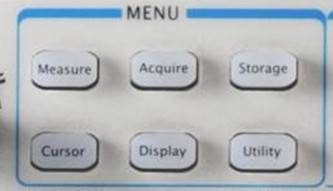 MENU
Measure Acquire Storage
Cursor Display Utility